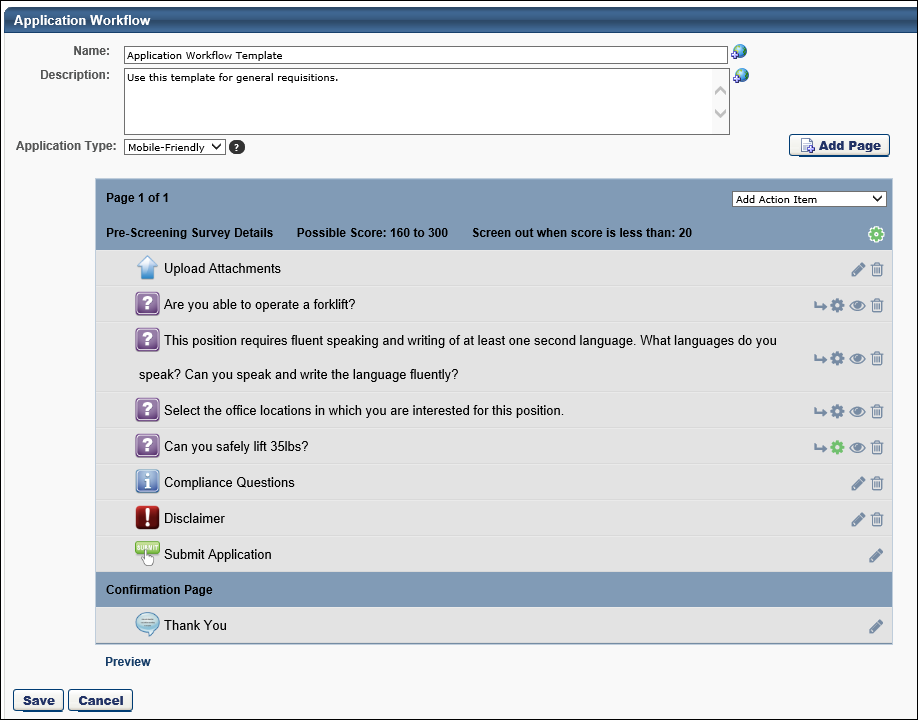 Application Workflow
Name: Application Workflow Template
Description: Use this template for general requisitions.
Application Type: Mobile-Friendly ?
Add Page
Page 1 of 1 Add Action Item
Pre-Screening Survey Details Possible Score: 160 to 300 Screen out when score is less than: 20
Upload Attachments
? Are you able to operate a forklift?
? This position requires fluent speaking and writing of at least one second language. What languages do you
speak? Can you speak and write the language fluently?
? Select the office locations in which you are interested for this position.
? Can you safely lift 35lbs?
i Compliance Questions
! Disclaimer
SUBMIT Submit Application
Confirmation Page
Thank You
Preview
Save Cancel